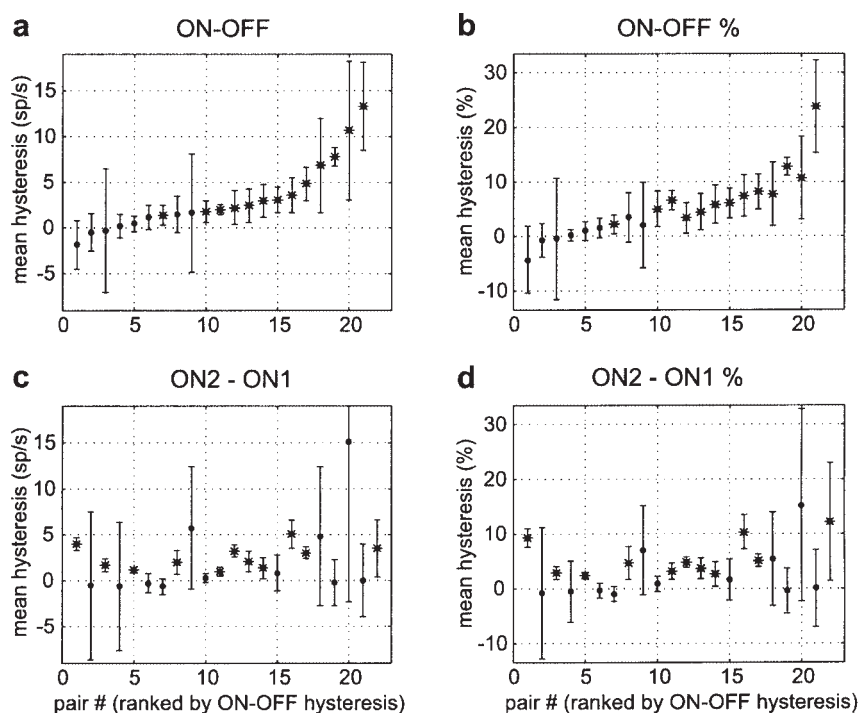 a
ON-OFF
mean hysteresis (sp/s)
15
10
5
0
-5
0
5
10
15
20
b
ON-OFF %
mean hysteresis (%)
30
20
10
0
-10
0
5
10
15
20
c
ON2 - ON1
mean hysteresis (sp/s)
15
10
5
0
-5
0
5
10
15
20
pair # (ranked by ON-OFF hysteresis)
d
ON2 - ON1 %
mean hysteresis (%)
30
20
10
0
-10
0
5
10
15
20
pair # (ranked by ON-OFF hysteresis)